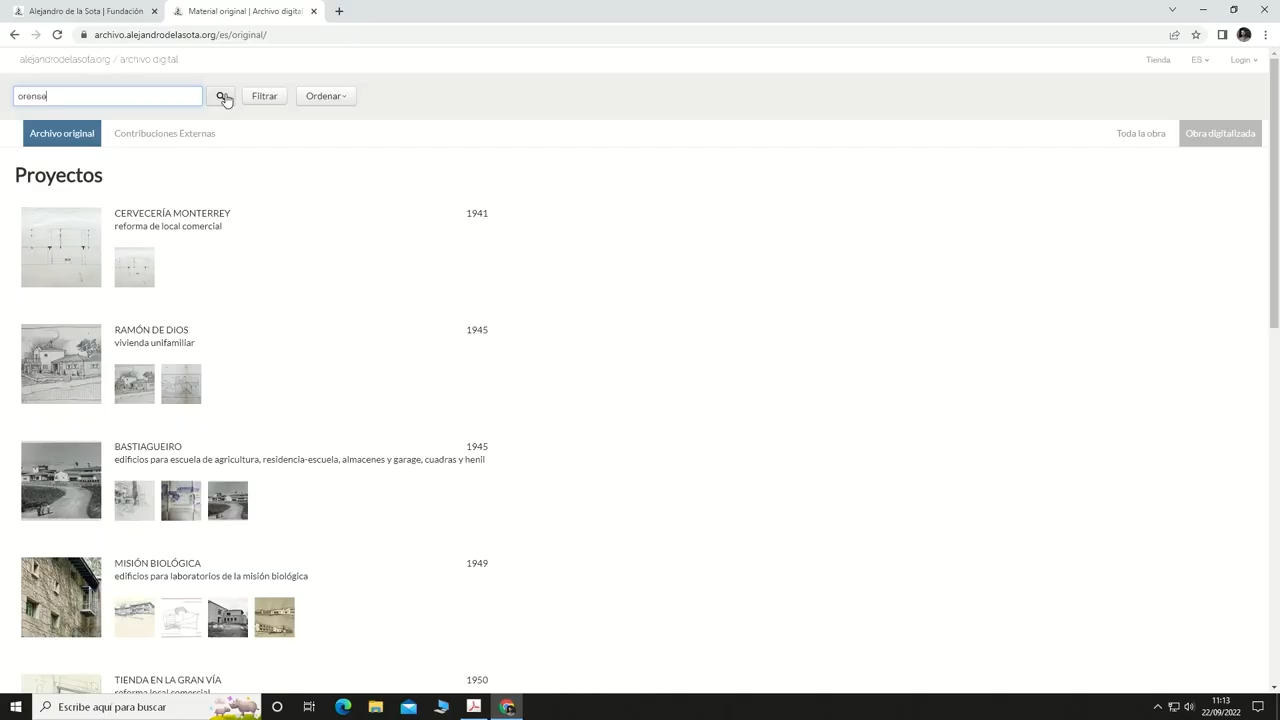 Alejandro de la Sota | Fundación
Material original | Archivo digital
archivo.alejandrodelasota.org/es/original/
alejandrodelasota.org / archivo digital
Tienda
ES
Login
orense
Filtrar
Ordenar
Archivo original
Contribuciones Externas
Toda la obra
Obra digitalizada
Proyectos
CERVECERÍA MONTERREY 1941
reforma de local comercial
RAMÓN DE DIOS 1945
vivienda unifamiliar
BASTIAGUEIRO 1945
edificios para escuela de agricultura, residencia-escuela, almacenes y garage, cuadras y henil
MISIÓN BIOLÓGICA 1949
edificios para laboratorios de la misión biológica
TIENDA EN LA GRAN VÍA 1950
reforma local comercial
Escribe aquí para buscar
11:13
22/09/2022